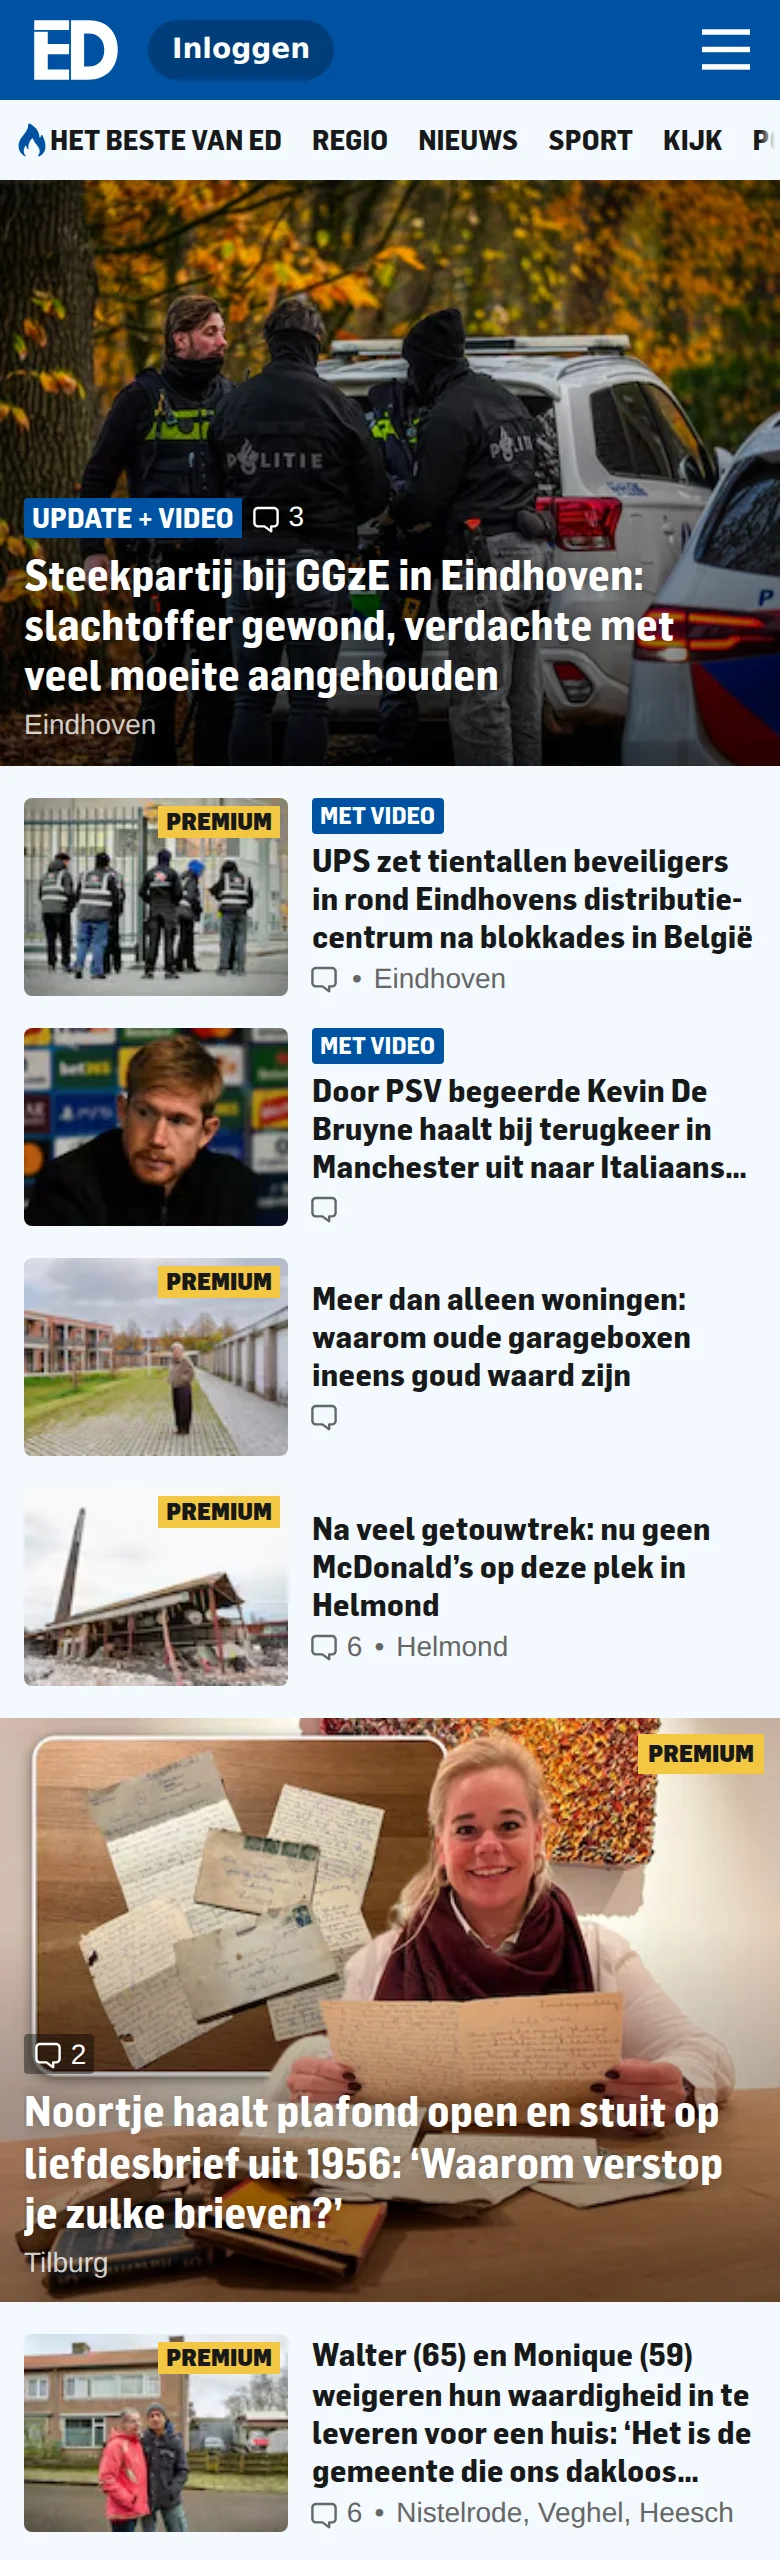 ED
Inloggen
HET BESTE VAN ED REGIO NIEUWS SPORT KIJK
POLITIE
UPDATE + VIDEO 3
Steekpartij bij GGzE in Eindhoven:
slachtoffer gewond, verdachte met
veel moeite aangehouden
Eindhoven
PREMIUM
MET VIDEO
UPS zet tientallen beveiligers
in rond Eindhovens distributie-
centrum na blokkades in België
• Eindhoven
MET VIDEO
Door PSV begeerde Kevin De
Bruyne haalt bij terugkeer in
Manchester uit naar Italiaans...
PREMIUM
Meer dan alleen woningen:
waarom oude garageboxen
ineens goud waard zijn
PREMIUM
Na veel getouwtrek: nu geen
McDonald’s op deze plek in
Helmond
6 • Helmond
PREMIUM
2
Noortje haalt plafond open en stuit op
liefdesbrief uit 1956: ‘Waarom verstop
je zulke brieven?’
Tilburg
PREMIUM
Walter (65) en Monique (59)
weigeren hun waardigheid in te
leveren voor een huis: ‘Het is de
gemeente die ons dakloos...
6 • Nistelrode, Veghel, Heesch